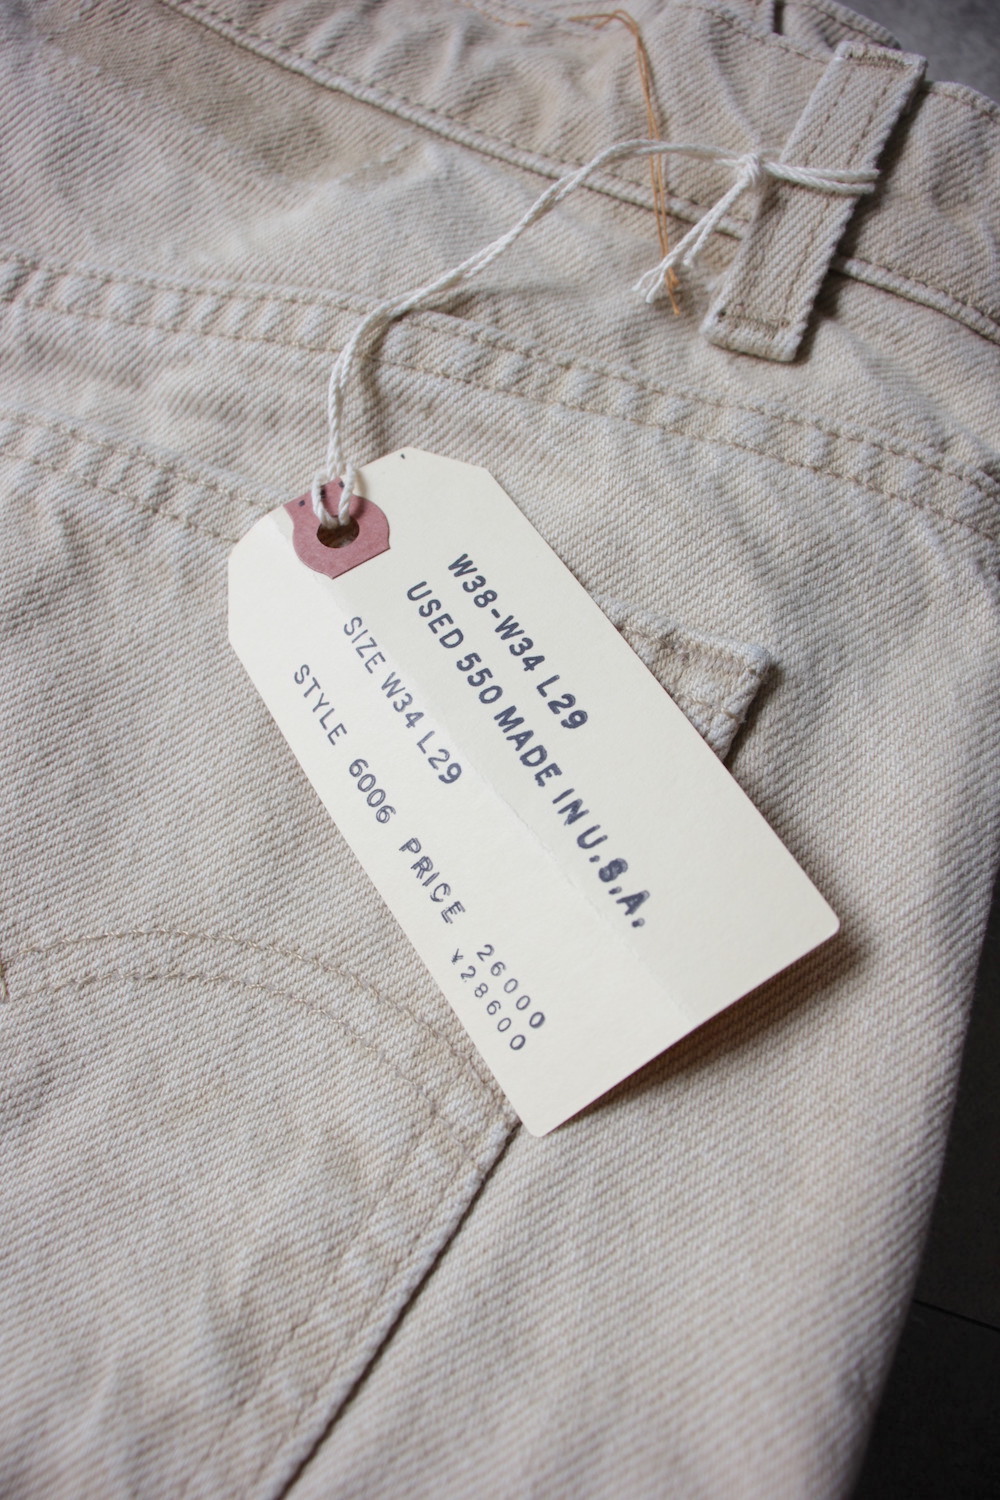 W38-W34 L29
USED 550 MADE IN U.S.A.
SIZE W34 L29
STYLE 6006 PRICE 26000
¥28600